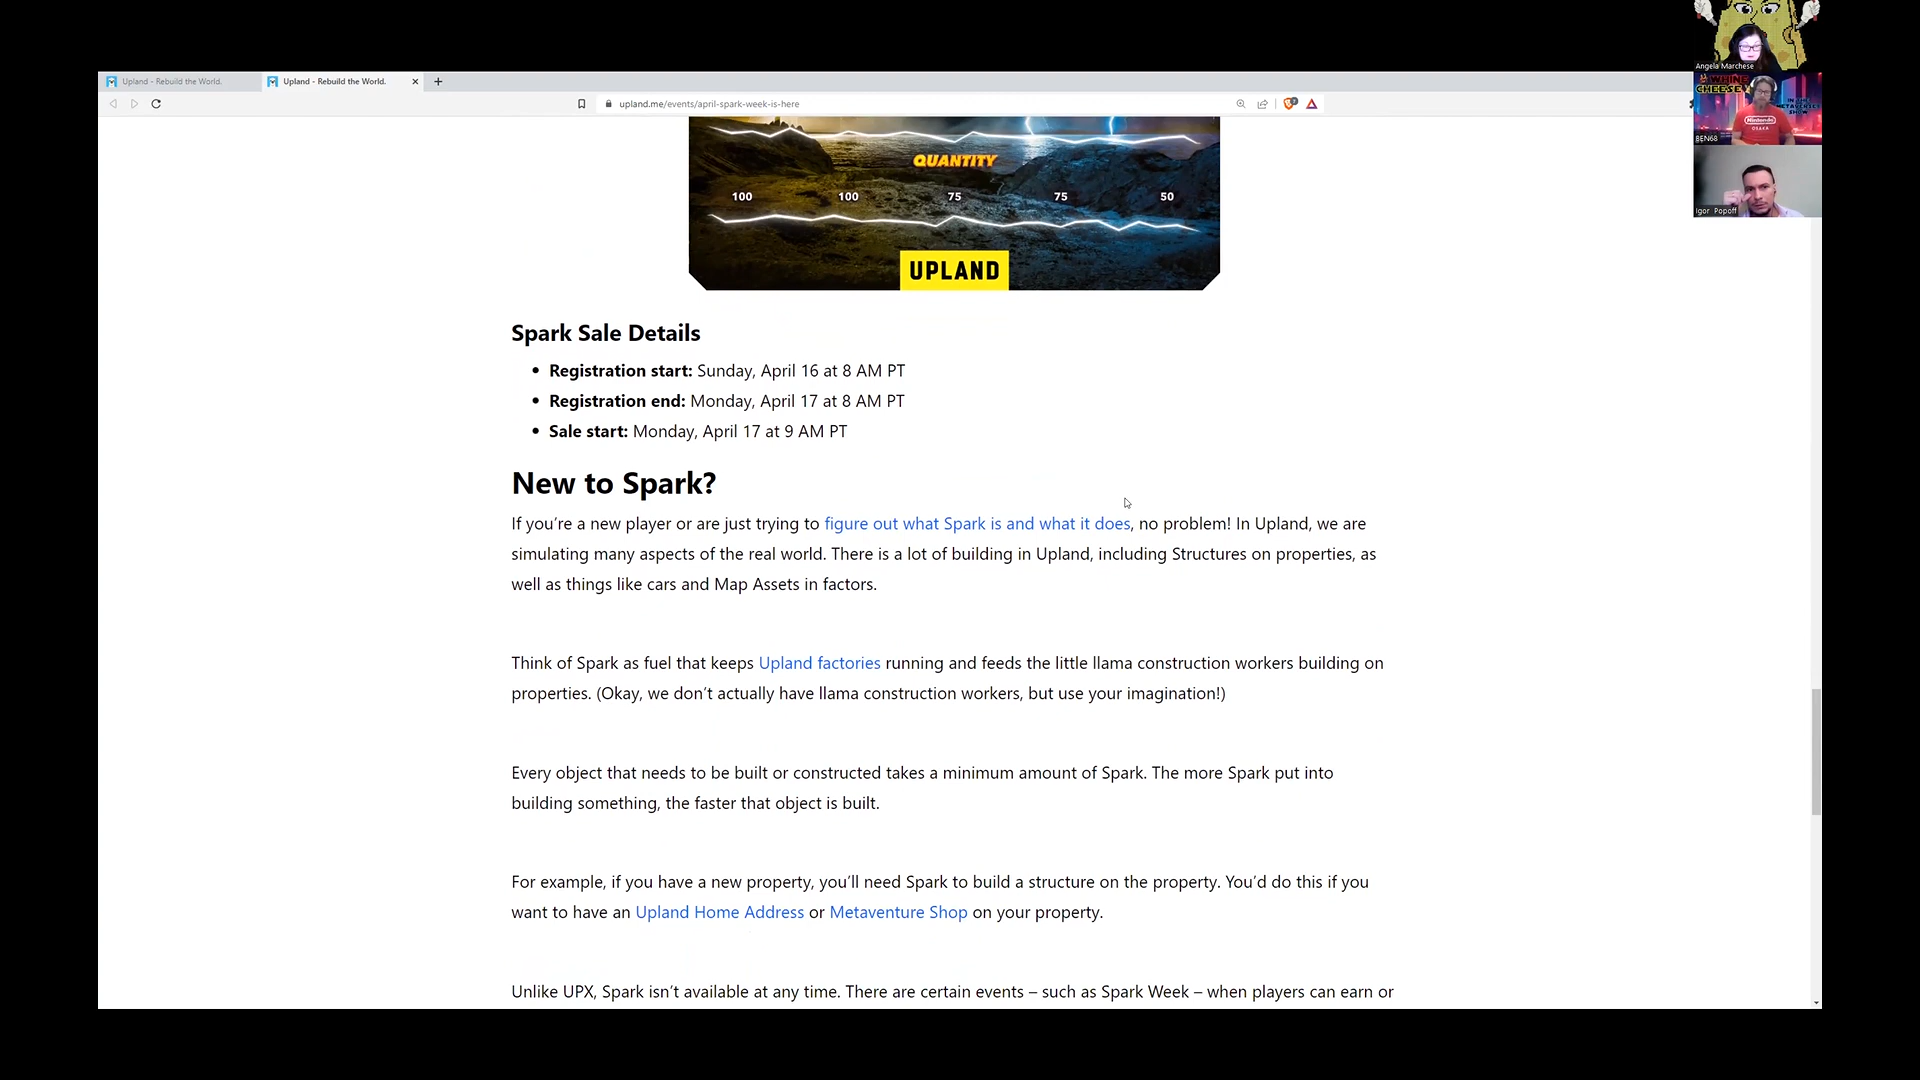 Angela Marchese
Upland - Rebuild the World.
Upland - Rebuild the World.
upland.me/events/april-spark-week-is-here
WHINE
CHEESE
IN THE
METAVERSE
SHOW
Nintendo
OSAKA
BEN68
Igor Popoff
QUANTITY
100 100 75 75 50
UPLAND
Spark Sale Details
• Registration start: Sunday, April 16 at 8 AM PT
• Registration end: Monday, April 17 at 8 AM PT
• Sale start: Monday, April 17 at 9 AM PT
New to Spark?
If you’re a new player or are just trying to figure out what Spark is and what it does, no problem! In Upland, we are
simulating many aspects of the real world. There is a lot of building in Upland, including Structures on properties, as
well as things like cars and Map Assets in factors.
Think of Spark as fuel that keeps Upland factories running and feeds the little llama construction workers building on
properties. (Okay, we don’t actually have llama construction workers, but use your imagination!)
Every object that needs to be built or constructed takes a minimum amount of Spark. The more Spark put into
building something, the faster that object is built.
For example, if you have a new property, you’ll need Spark to build a structure on the property. You’d do this if you
want to have an Upland Home Address or Metaventure Shop on your property.
Unlike UPX, Spark isn’t available at any time. There are certain events – such as Spark Week – when players can earn or